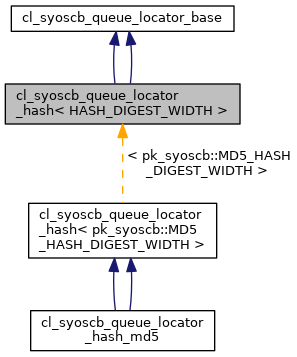 cl_syoscb_queue_locator_base
cl_syoscb_queue_locator
_hash< HASH_DIGEST_WIDTH >
< pk_syoscb::MD5_HASH
_DIGEST_WIDTH >
cl_syoscb_queue_locator
_hash< pk_syoscb::MD5
_HASH_DIGEST_WIDTH >
cl_syoscb_queue_locator
_hash_md5